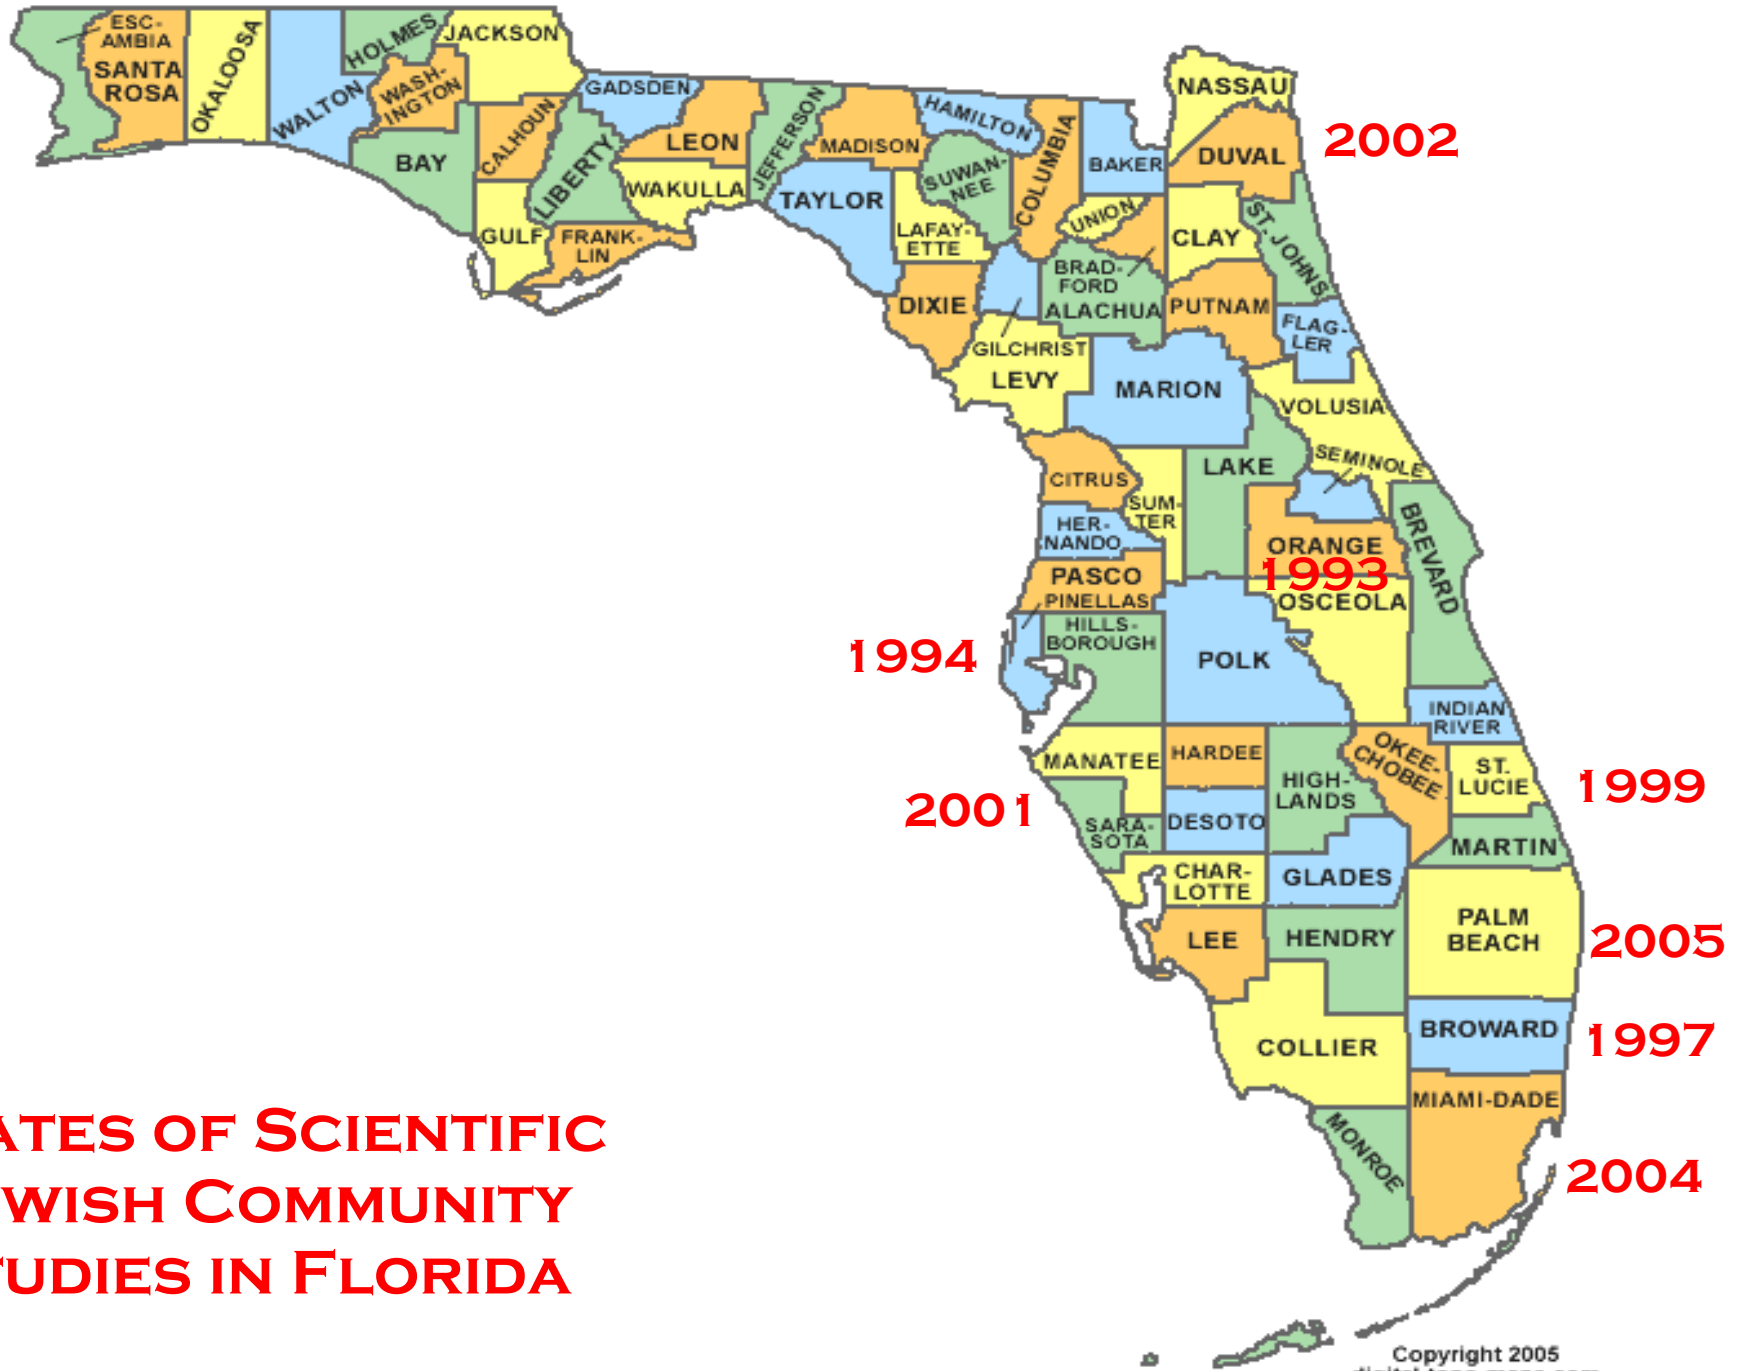 ESC-
AMBIA
SANTA
ROSA
OKALOOSA
WALTON
HOLMES
WASH-
INGTON
JACKSON
BAY
CALHOUN
GULF
LIBERTY
GADSDEN
LEON
WAKULLA
FRANK-
LIN
JEFFERSON
MADISON
TAYLOR
HAMILTON
SUWAN-
NEE
LAFAY-
ETTE
DIXIE
COLUMBIA
BAKER
UNION
BRAD-
FORD
ALACHUA
GILCHRIST
LEVY
NASSAU
DUVAL
2002
CLAY
ST. JOHNS
PUTNAM
FLAG-
LER
MARION
VOLUSIA
SEMINOLE
LAKE
CITRUS
SUM-
TER
HER-
NANDO
PASCO
PINELLAS
HILLS-
BOROUGH
1994
ORANGE
1993
OSCEOLA
BREVARD
POLK
INDIAN
RIVER
MANATEE
HARDEE
HIGH-
LANDS
OKEE-
CHOBEE
ST.
LUCIE
1999
2001
SARA-
SOTA
DESOTO
MARTIN
CHAR-
LOTTE
GLADES
PALM
BEACH
2005
LEE
HENDRY
COLLIER
BROWARD
1997
MIAMI-DADE
MONROE
2004
ATES OF SCIENTIFIC
WISH COMMUNITY
TUDIES IN FLORIDA
Copyright 2005